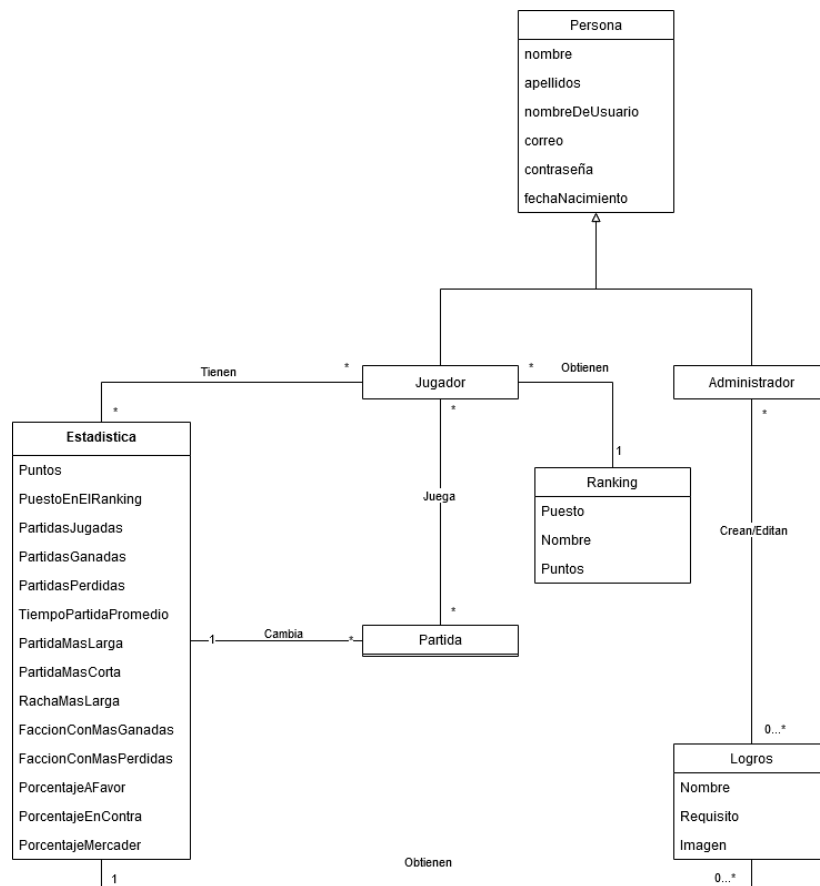 Persona
nombre
apellidos
nombreDeUsuario
correo
contraseña
fechaNacimiento
Tienen
*
*
Jugador
*
Obtienen
Administrador
*
*
*
Estadistica
Puntos
PuestoEnElRanking
PartidasJugadas
PartidasGanadas
PartidasPerdidas
TiempoPartidaPromedio
PartidaMasLarga
PartidaMasCorta
RachaMasLarga
FaccionConMasGanadas
FaccionConMasPerdidas
PorcentajeAFavor
PorcentajeEnContra
PorcentajeMercader
1
Ranking
Puesto
Nombre
Puntos
Juega
Crean/Editan
*
1
Cambia
*
Partida
0...*
Logros
Nombre
Requisito
Imagen
1
Obtienen
0...*